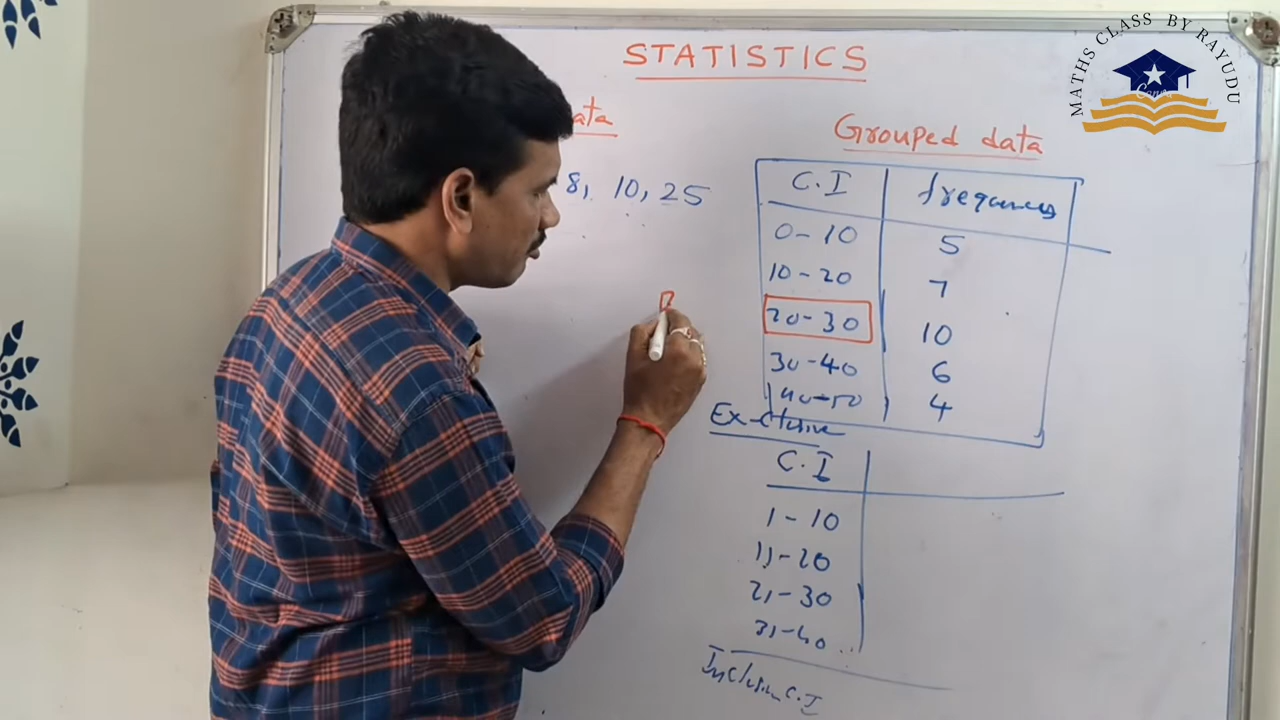 STATISTICS
MATHS CLASS BY RAYUDU
Canva
ata
Grouped data
8, 10, 25
C.I frequency
0-10 5
10-20 7
20-30 10
30-40 6
40-50 4
Ex-clusive
C.I
1-10
11-20
21-30
31-40
Inclusive C.I